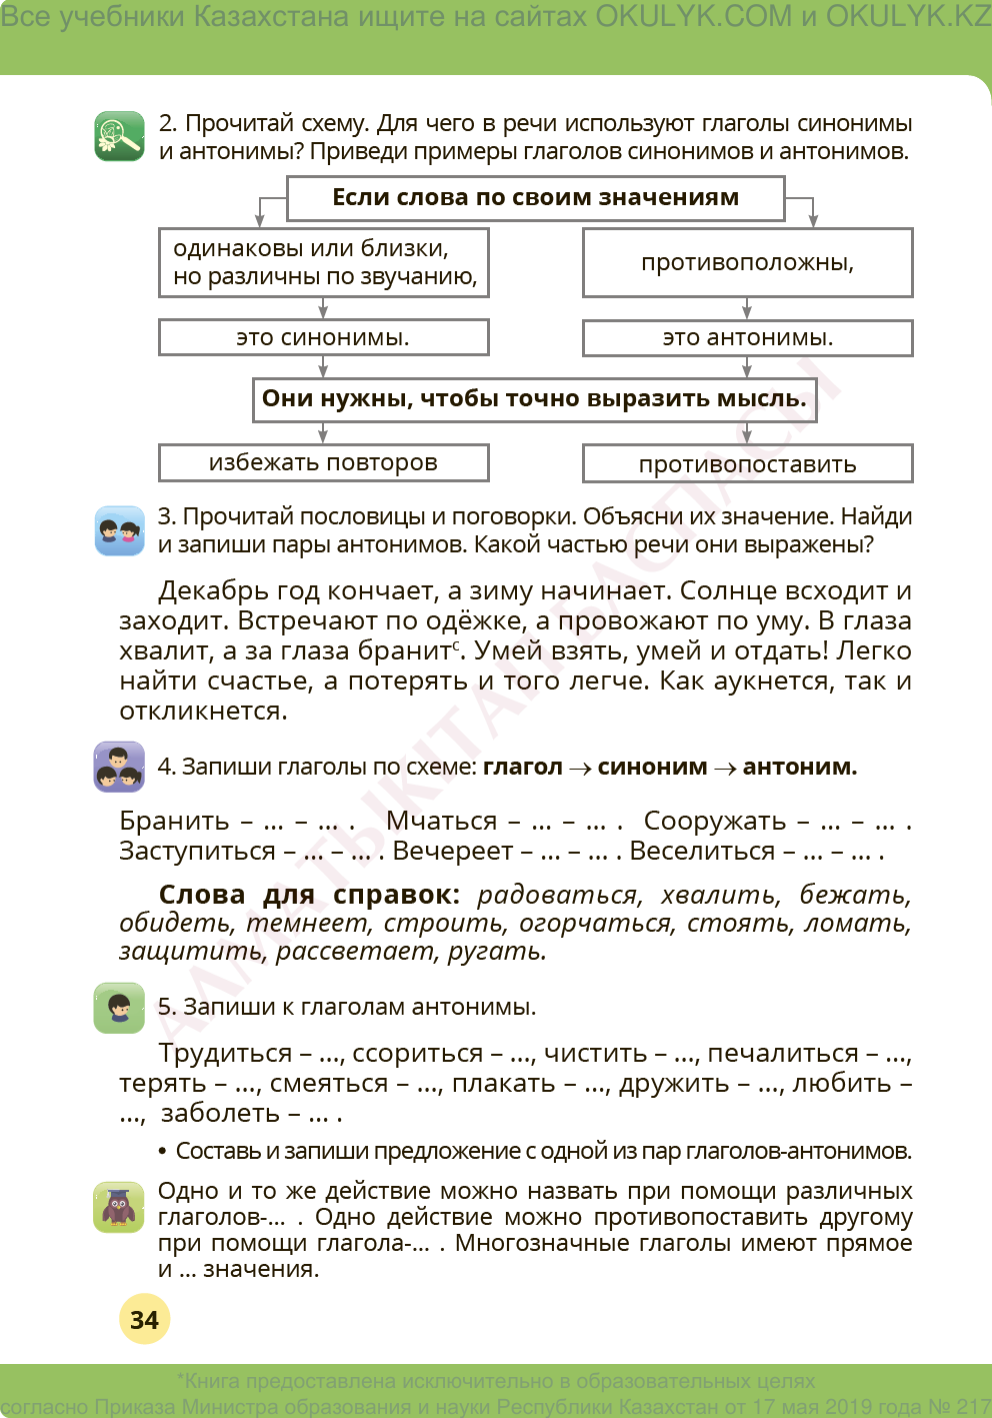 Все учебники Казахстана ищите на сайтах OKULYK.COM и OKULYK.KZ
2. Прочитай схему. Для чего в речи используют глаголы синонимы
и антонимы? Приведи примеры глаголов синонимов и антонимов.
Если слова по своим значениям
одинаковы или близки,
но различны по звучанию,
противоположны,
это синонимы.
это антонимы.
Они нужны, чтобы точно выразить мысль.
избежать повторов
противопоставить
3. Прочитай пословицы и поговорки. Объясни их значение. Найди
и запиши пары антонимов. Какой частью речи они выражены?
Декабрь год кончает, а зиму начинает. Солнце всходит и
заходит. Встречают по одёжке, а провожают по уму. В глаза
хвалит, а за глаза бранитᶜ. Умей взять, умей и отдать! Легко
найти счастье, а потерять и того легче. Как аукнется, так и
откликнется.
4. Запиши глаголы по схеме: глагол → синоним → антоним.
Бранить – ... – ... . Мчаться – ... – ... . Сооружать – ... – ... .
Заступиться – ... – ... . Вечереет – ... – ... . Веселиться – ... – ... .
Слова для справок: радоваться, хвалить, бежать,
обидеть, темнеет, строить, огорчаться, стоять, ломать,
защитить, рассветает, ругать.
5. Запиши к глаголам антонимы.
Трудиться – ..., ссориться – ..., чистить – ..., печалиться – ...,
терять – ..., смеяться – ..., плакать – ..., дружить – ..., любить –
..., заболеть – ... .
• Составь и запиши предложение с одной из пар глаголов-антонимов.
Одно и то же действие можно назвать при помощи различных
глаголов-... . Одно действие можно противопоставить другому
при помощи глагола-... . Многозначные глаголы имеют прямое
и ... значения.
34
АЛМАТЫКІТАП БАСПАСЫ
*Книга предоставлена исключительно в образовательных целях
согласно Приказа Министра образования и науки Республики Казахстан от 17 мая 2019 года № 217